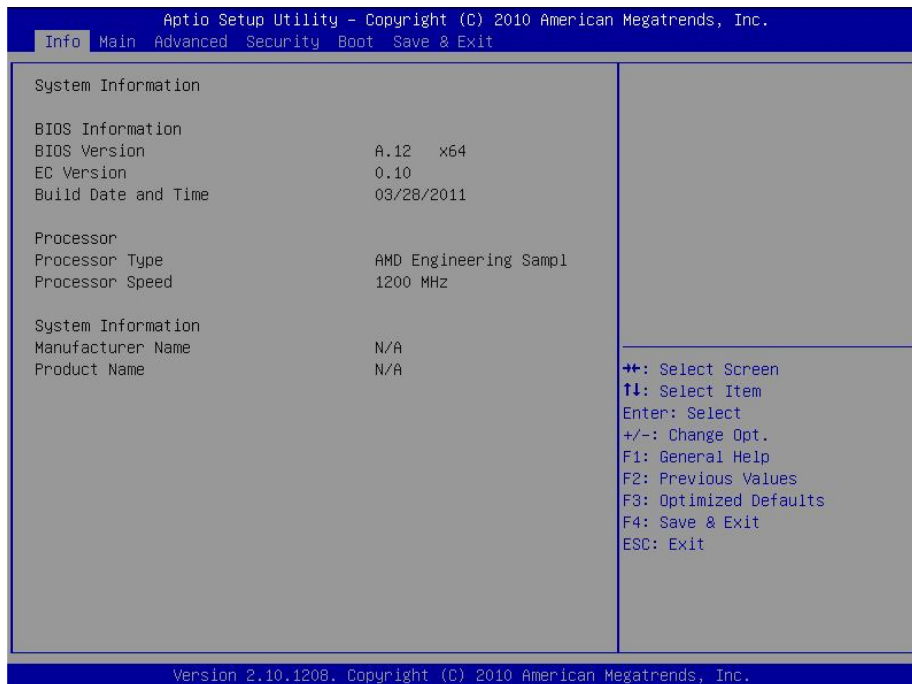 Aptio Setup Utility – Copyright (C) 2010 American Megatrends, Inc.
Info Main Advanced Security Boot Save & Exit
System Information
BIOS Information
BIOS Version A.12 x64
EC Version 0.10
Build Date and Time 03/28/2011
Processor
Processor Type AMD Engineering Sampl
Processor Speed 1200 MHz
System Information
Manufacturer Name N/A
Product Name N/A
→←: Select Screen
↑↓: Select Item
Enter: Select
+/-: Change Opt.
F1: General Help
F2: Previous Values
F3: Optimized Defaults
F4: Save & Exit
ESC: Exit
Version 2.10.1208. Copyright (C) 2010 American Megatrends, Inc.